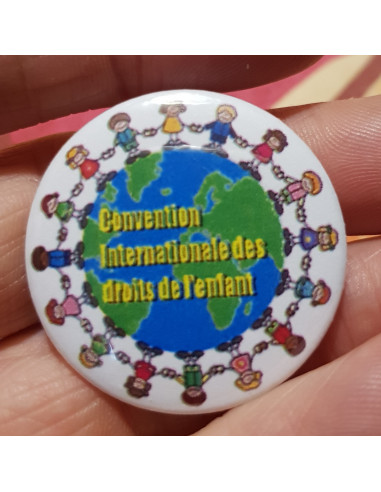 Convention
Internationale des
droits de l'enfant